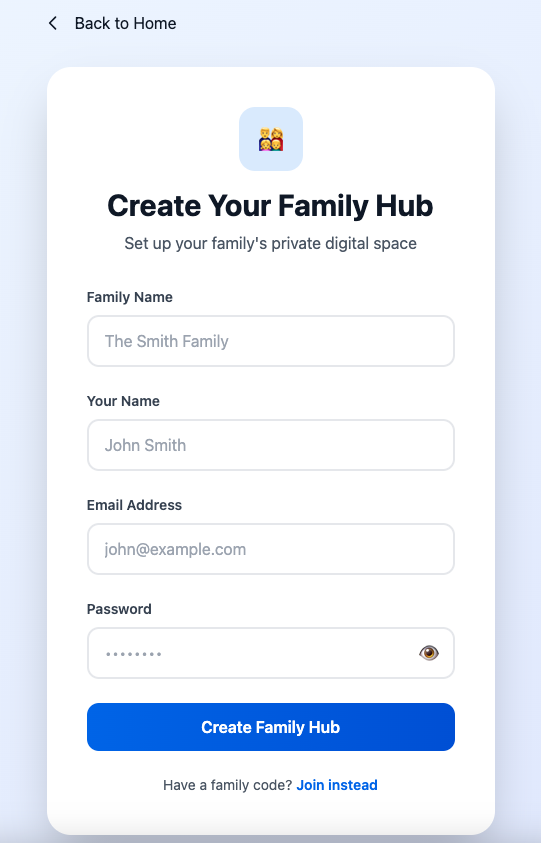 Back to Home
Create Your Family Hub
Set up your family's private digital space
Family Name
The Smith Family
Your Name
John Smith
Email Address
john@example.com
Password
••••••••
Create Family Hub
Have a family code? Join instead